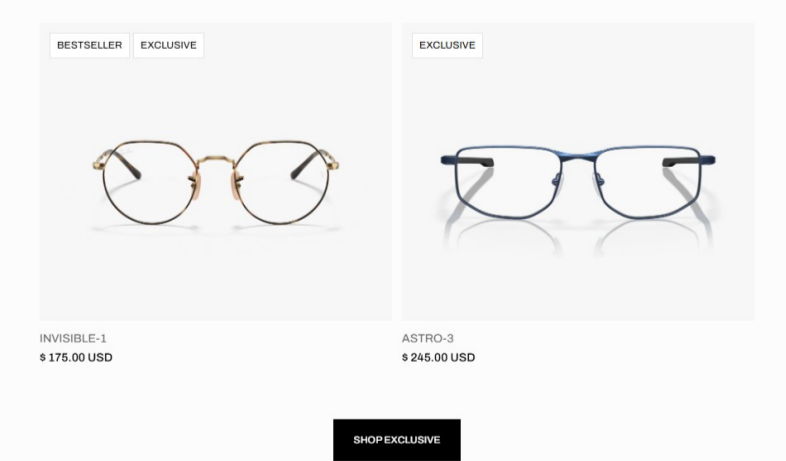 BESTSELLER EXCLUSIVE
EXCLUSIVE
INVISIBLE-1
$ 175.00 USD
ASTRO-3
$ 245.00 USD
SHOP EXCLUSIVE